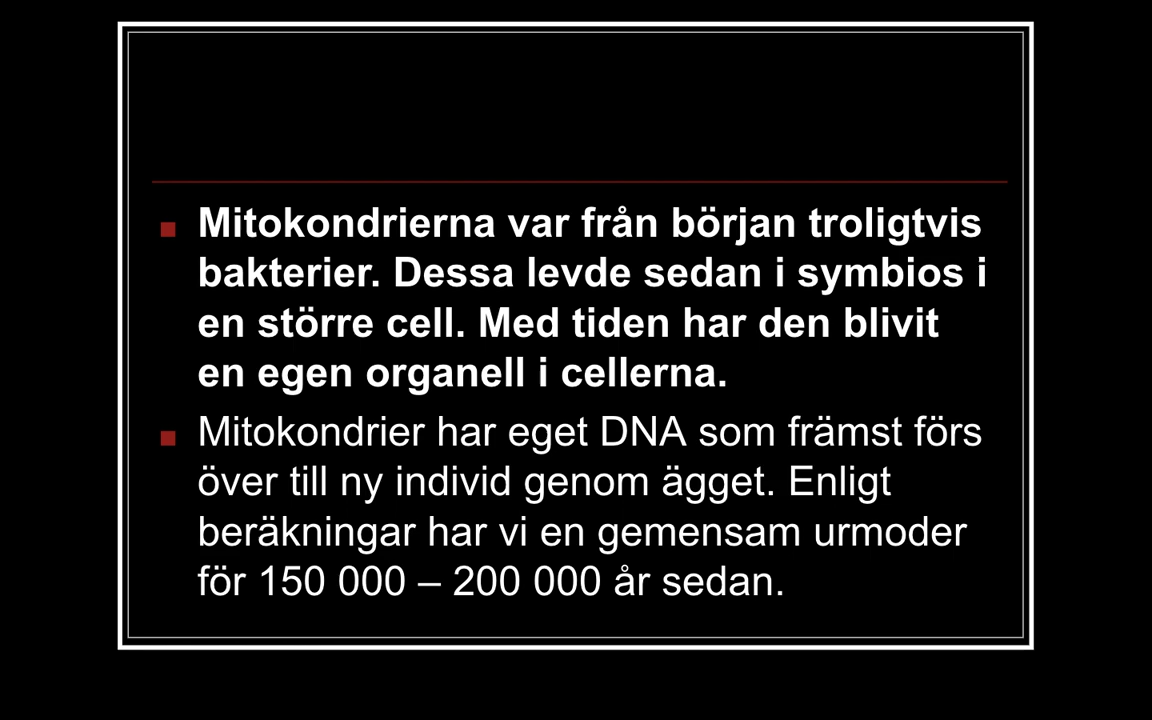 Mitokondrierna var från början troligtvis
bakterier. Dessa levde sedan i symbios i
en större cell. Med tiden har den blivit
en egen organell i cellerna.
Mitokondrier har eget DNA som främst förs
över till ny individ genom ägget. Enligt
beräkningar har vi en gemensam urmoder
för 150 000 – 200 000 år sedan.